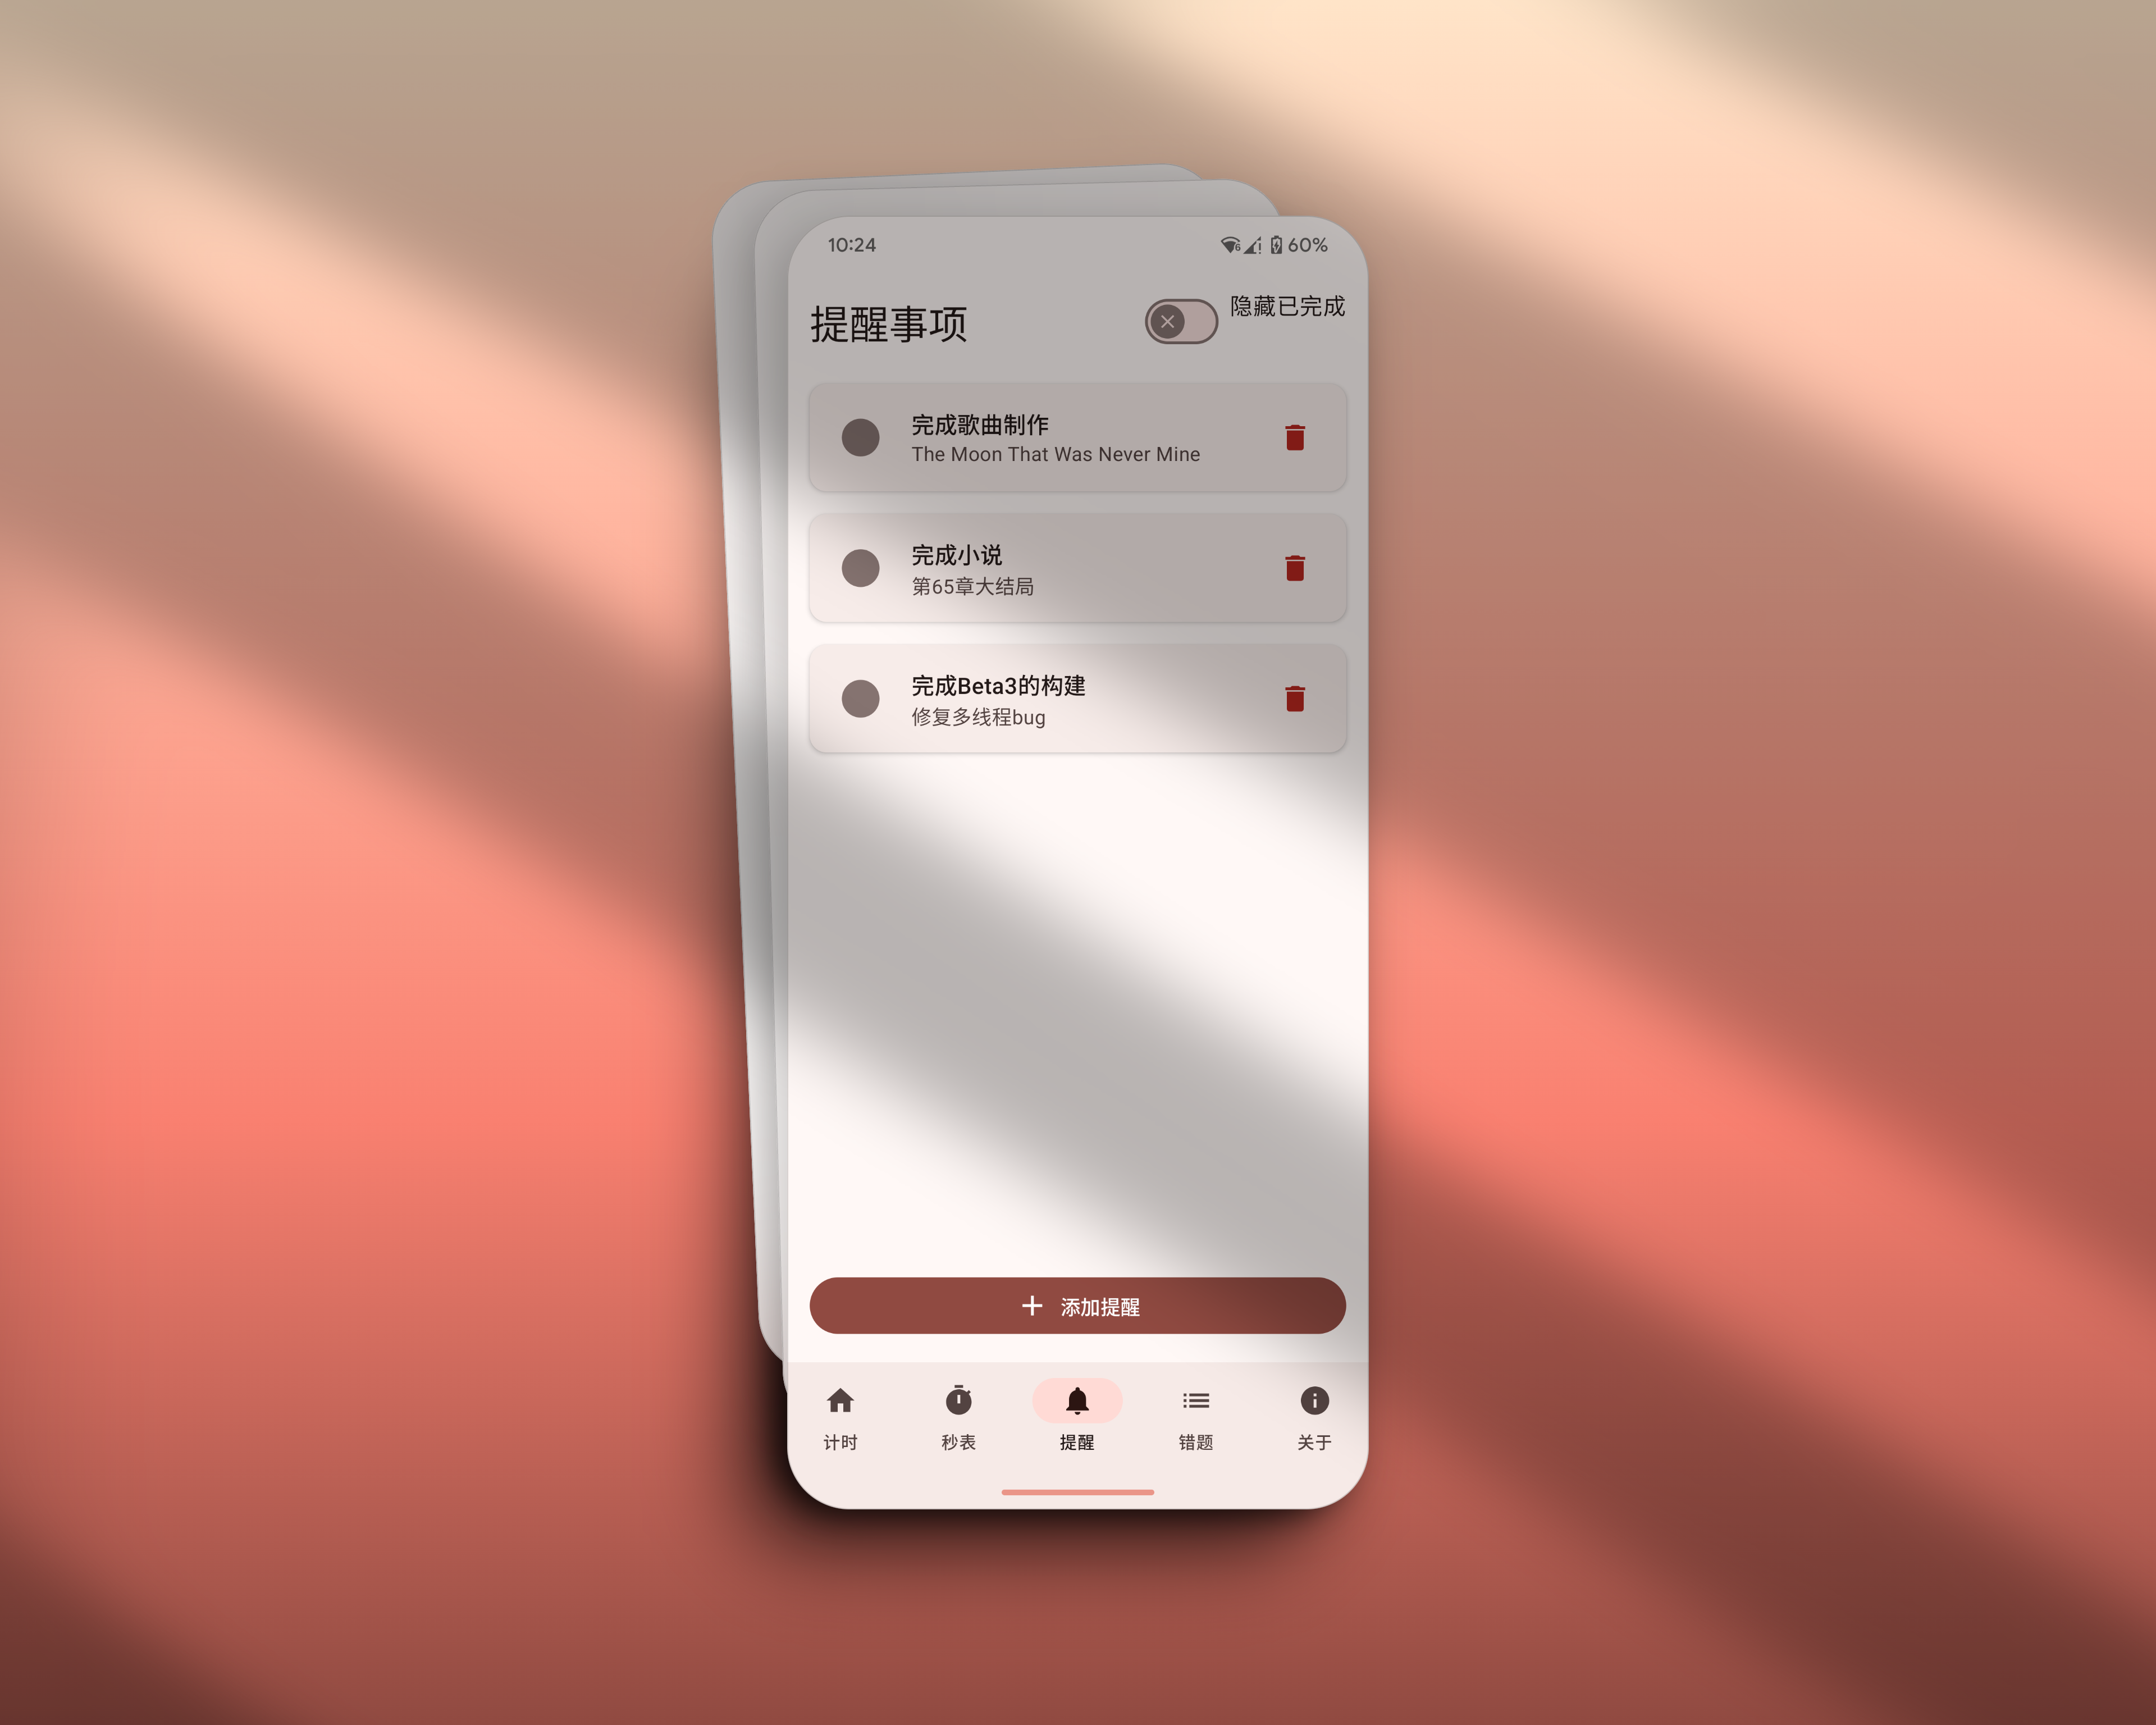 10:24
60%
提醒事项
隐藏已完成
完成歌曲制作
The Moon That Was Never Mine
完成小说
第65章大结局
完成Beta3的构建
修复多线程bug
添加提醒
计时
秒表
提醒
错题
关于